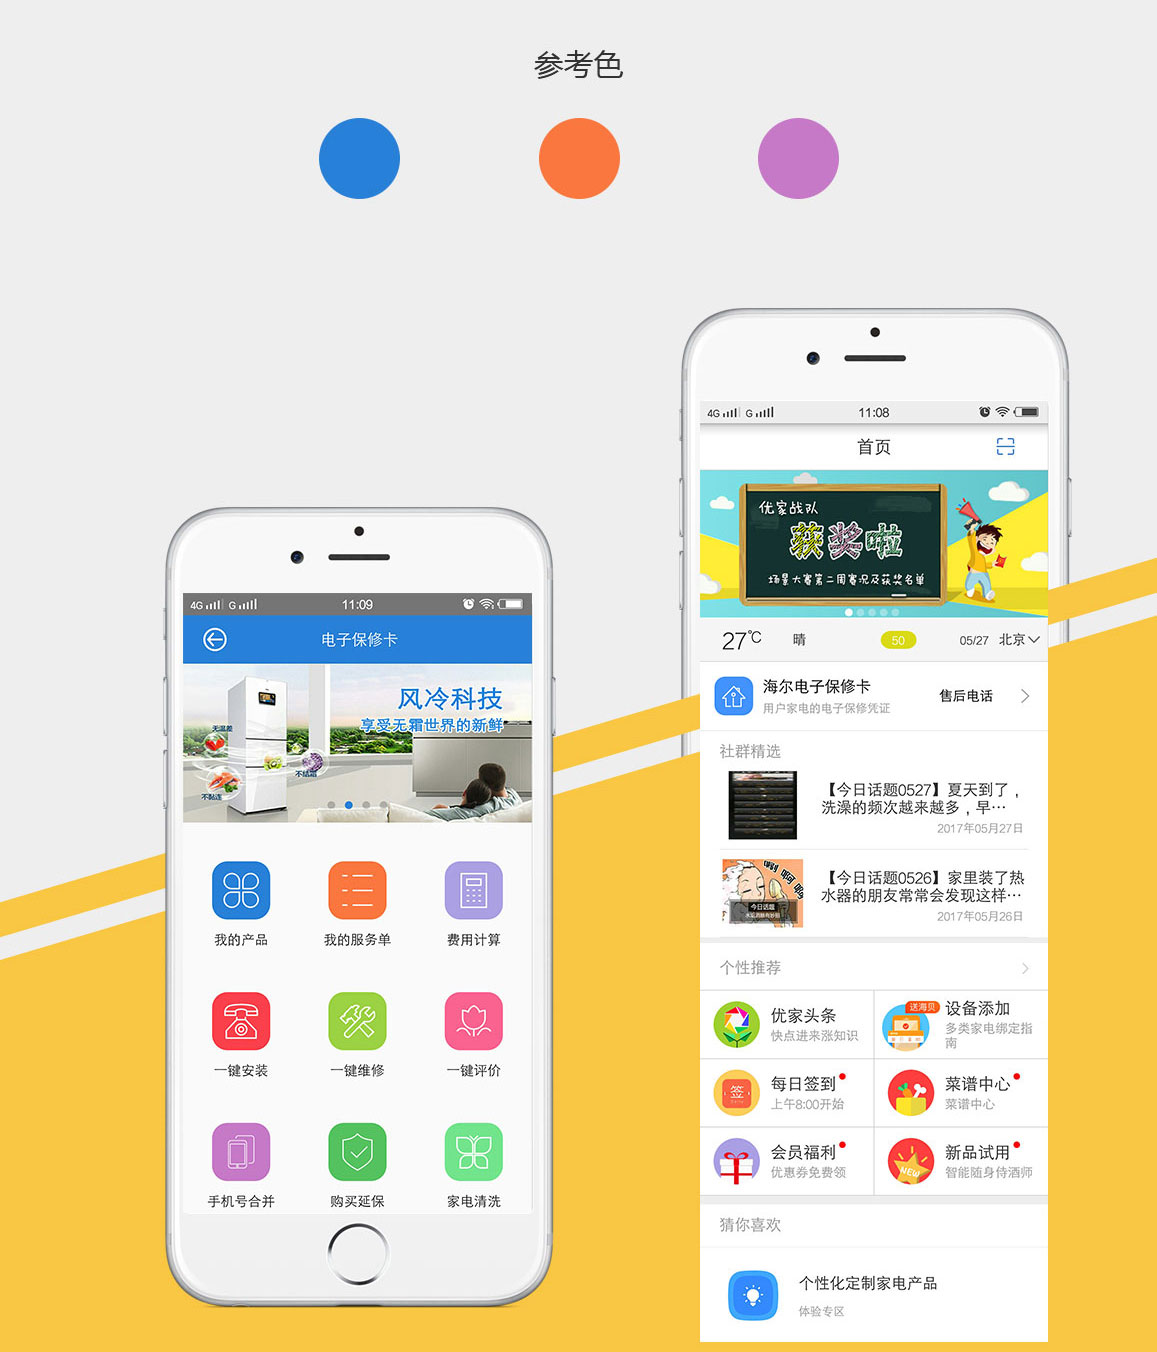 参考色
4G G 11:08
首页
优家战队
获奖啦
场景大赛第二周赛况及获奖名单
27℃ 晴 50 05/27 北京
海尔电子保修卡
用户家电的电子保修凭证
售后电话
社群精选
【今日话题0527】夏天到了，
洗澡的频次越来越多，早…
2017年05月27日
今日话题
【今日话题0526】家里装了热
水器的朋友常常会发现这样…
2017年05月26日
个性推荐
优家头条
快点进来涨知识
送海贝
设备添加
多类家电绑定指
南
签
每日签到
上午8:00开始
菜谱中心
菜谱中心
会员福利
优惠券免费领
NEW
新品试用
智能随身侍酒师
猜你喜欢
个性化定制家电产品
体验专区
4G G 11:09
电子保修卡
风冷科技
享受无霜世界的新鲜
无温差
不结霜
不黏连
我的产品 我的服务单 费用计算
一键安装 一键维修 一键评价
手机号合并 购买延保 家电清洗